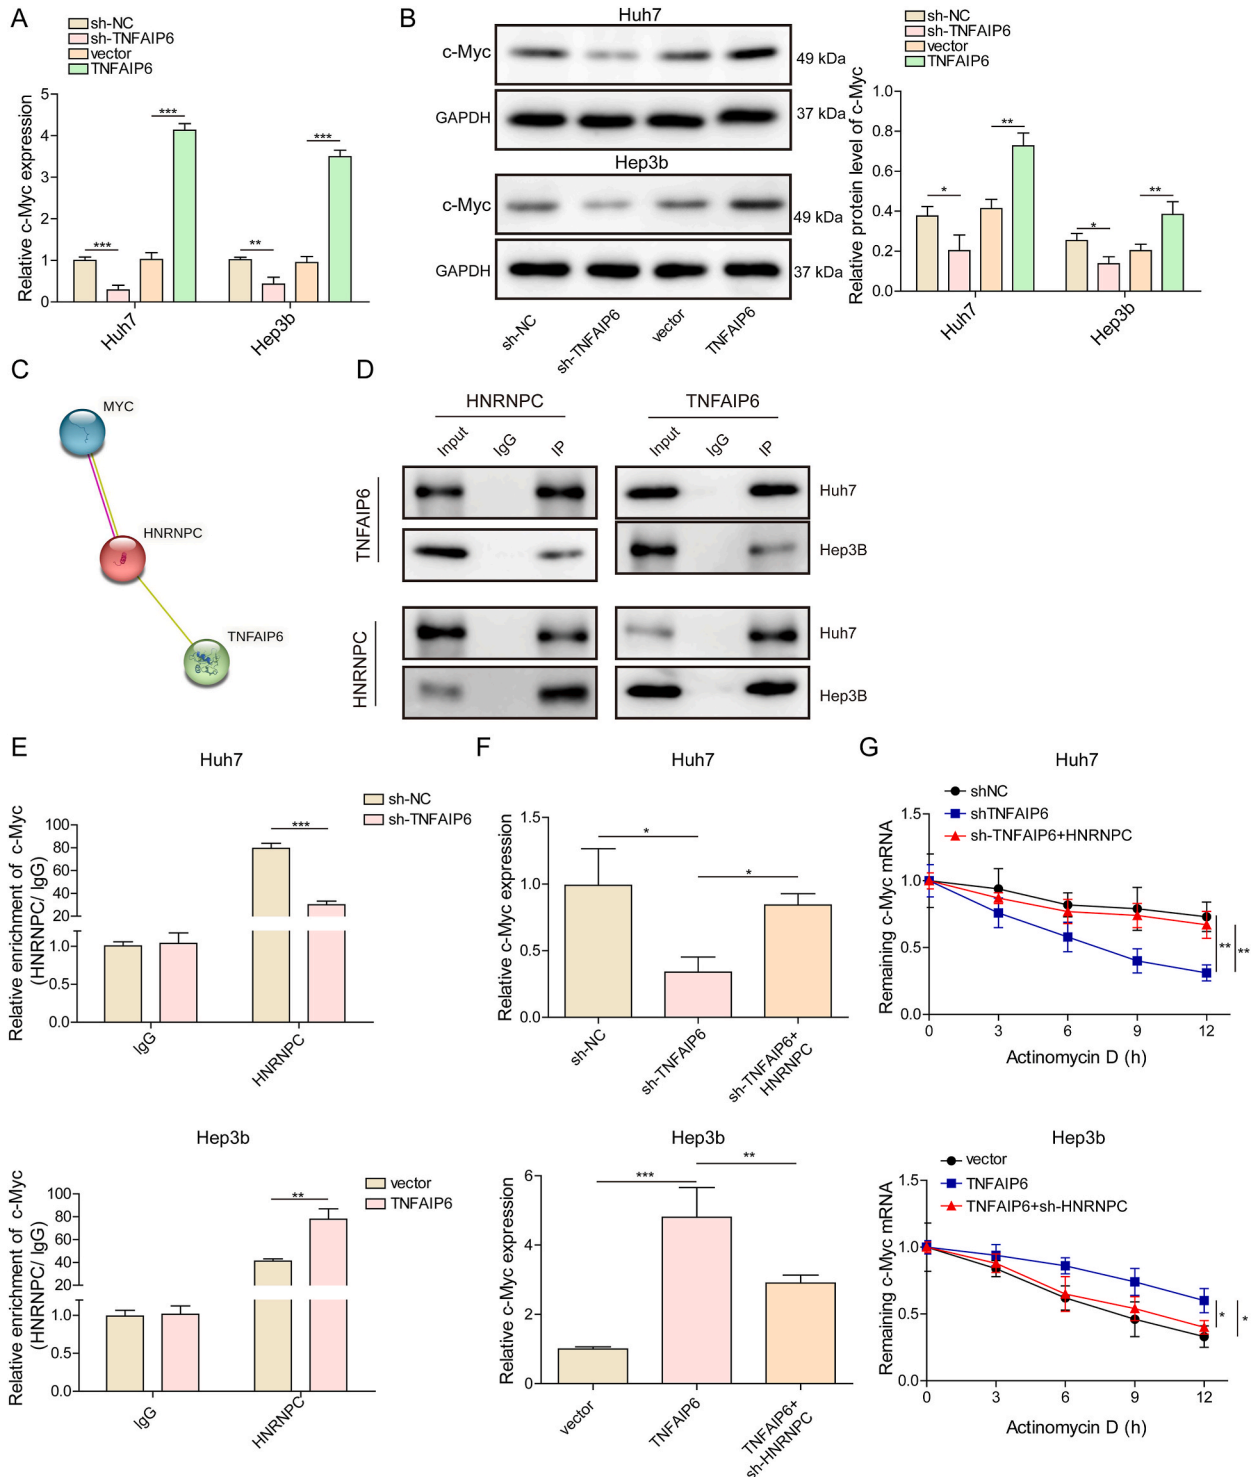 A
sh-NC
sh-TNFAIP6
vector
TNFAIP6
Relative c-Myc expression
5
4
3
2
1
0
***
***
**
***
Huh7
Hep3b
B
Huh7
c-Myc
49 kDa
GAPDH
37 kDa
Hep3b
c-Myc
49 kDa
GAPDH
37 kDa
sh-NC
sh-TNFAIP6
vector
TNFAIP6
sh-NC
sh-TNFAIP6
vector
TNFAIP6
Relative protein level of c-Myc
1.0
0.8
0.6
0.4
0.2
0.0
*
**
*
**
Huh7
Hep3b
C
MYC
HNRNPC
TNFAIP6
D
HNRNPC
TNFAIP6
Input
IgG
IP
Input
IgG
IP
TNFAIP6
Huh7
Hep3B
HNRNPC
Huh7
Hep3B
E
Huh7
sh-NC
sh-TNFAIP6
Relative enrichment of c-Myc
(HNRNPC/ IgG)
100
80
60
40
20
1.0
0.5
0.0
***
IgG
HNRNPC
Hep3b
vector
TNFAIP6
Relative enrichment of c-Myc
(HNRNPC/ IgG)
100
80
60
40
20
1.0
0.5
0.0
**
IgG
HNRNPC
F
Huh7
Relative c-Myc expression
1.5
1.0
0.5
0.0
*
*
sh-NC
sh-TNFAIP6
sh-TNFAIP6+
HNRNPC
Hep3b
Relative c-Myc expression
6
4
2
0
***
**
vector
TNFAIP6
TNFAIP6+
sh-HNRNPC
G
Huh7
shNC
shTNFAIP6
sh-TNFAIP6+HNRNPC
Remaining c-Myc mRNA
1.5
1.0
0.5
0.0
**
**
0
3
6
9
12
Actinomycin D (h)
Hep3b
vector
TNFAIP6
TNFAIP6+sh-HNRNPC
Remaining c-Myc mRNA
1.5
1.0
0.5
0.0
*
*
0
3
6
9
12
Actinomycin D (h)